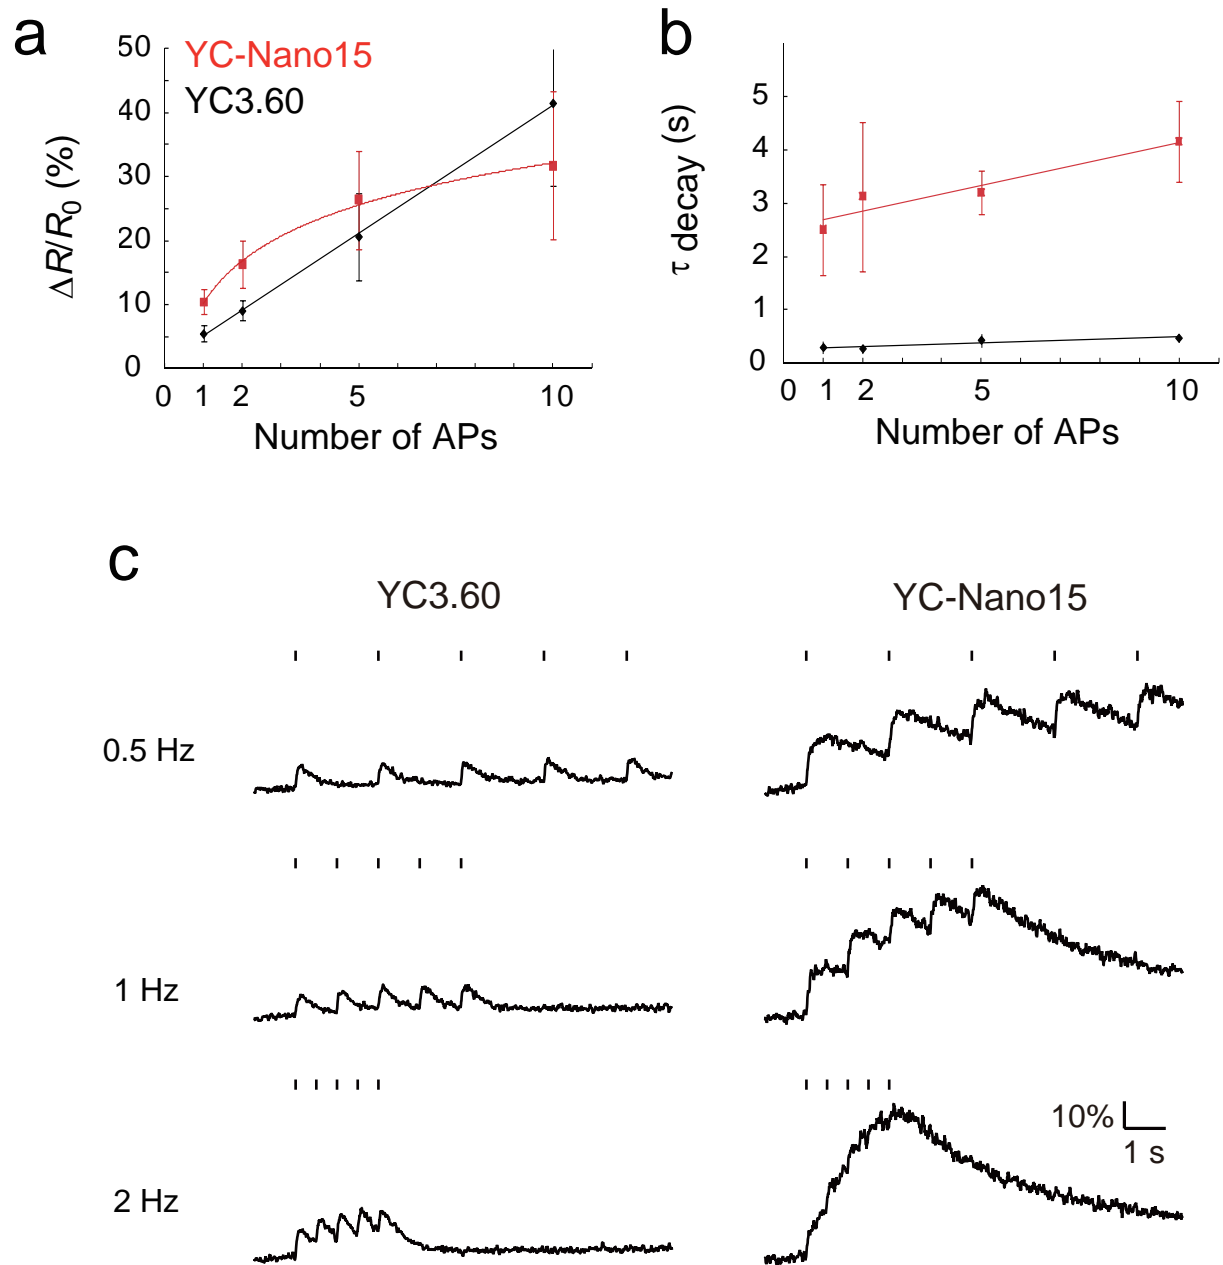 a
YC-Nano15
YC3.60
ΔR/R0 (%)
50
40
30
20
10
0
0 1 2 5 10
Number of APs
b
τ decay (s)
5
4
3
2
1
0
0 1 2 5 10
Number of APs
c
YC3.60 YC-Nano15
0.5 Hz
1 Hz
2 Hz
10%
1 s